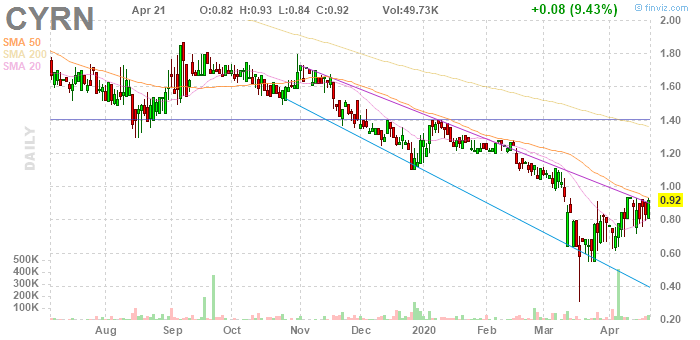 CYRN Apr 21 O:0.82 H:0.93 L:0.84 C:0.92 Vol:49.73K +0.08 (9.43%) © finviz.com
SMA 50
SMA 200
SMA 20
DAILY
2.00
1.80
1.60
1.40
1.20
1.00
0.92
0.80
0.60
0.40
0.20
500K
400K
300K
200K
100K
Aug Sep Oct Nov Dec 2020 Feb Mar Apr